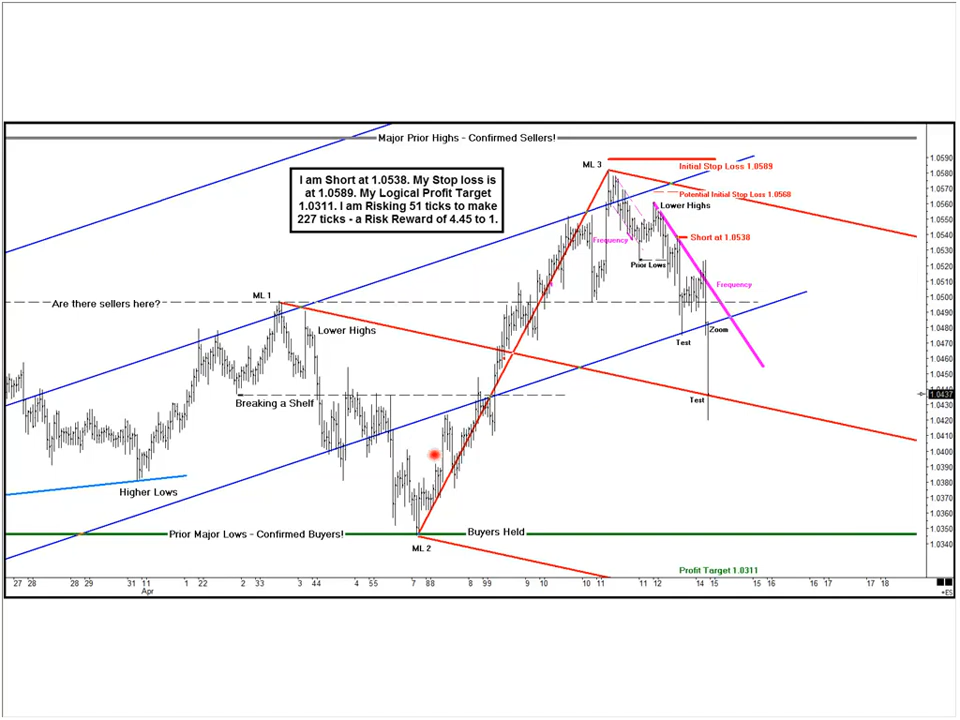 Major Prior Highs - Confirmed Sellers!
I am Short at 1.0538. My Stop loss is
at 1.0589. My Logical Profit Target
1.0311. I am Risking 51 ticks to make
227 ticks - a Risk Reward of 4.45 to 1.
ML 3
Initial Stop Loss 1.0589
Potential Initial Stop Loss 1.0568
Lower Highs
Frequency
Short at 1.0538
Prior Lows
Frequency
Are there sellers here?
ML 1
Lower Highs
Zoom
Test
Breaking a Shelf
Test
Higher Lows
Prior Major Lows - Confirmed Buyers!
Buyers Held
ML 2
Profit Target 1.0311
1.0590
1.0580
1.0570
1.0560
1.0550
1.0540
1.0530
1.0520
1.0510
1.0500
1.0490
1.0480
1.0470
1.0460
1.0450
1.0440
1.0437
1.0430
1.0420
1.0410
1.0400
1.0390
1.0380
1.0370
1.0360
1.0350
1.0340
27 28 28 29 31 11 1 22 2 33 3 44 4 55 7 88 8 99 9 10 10 11 11 12 14 15 15 16 16 17 17 18
Apr